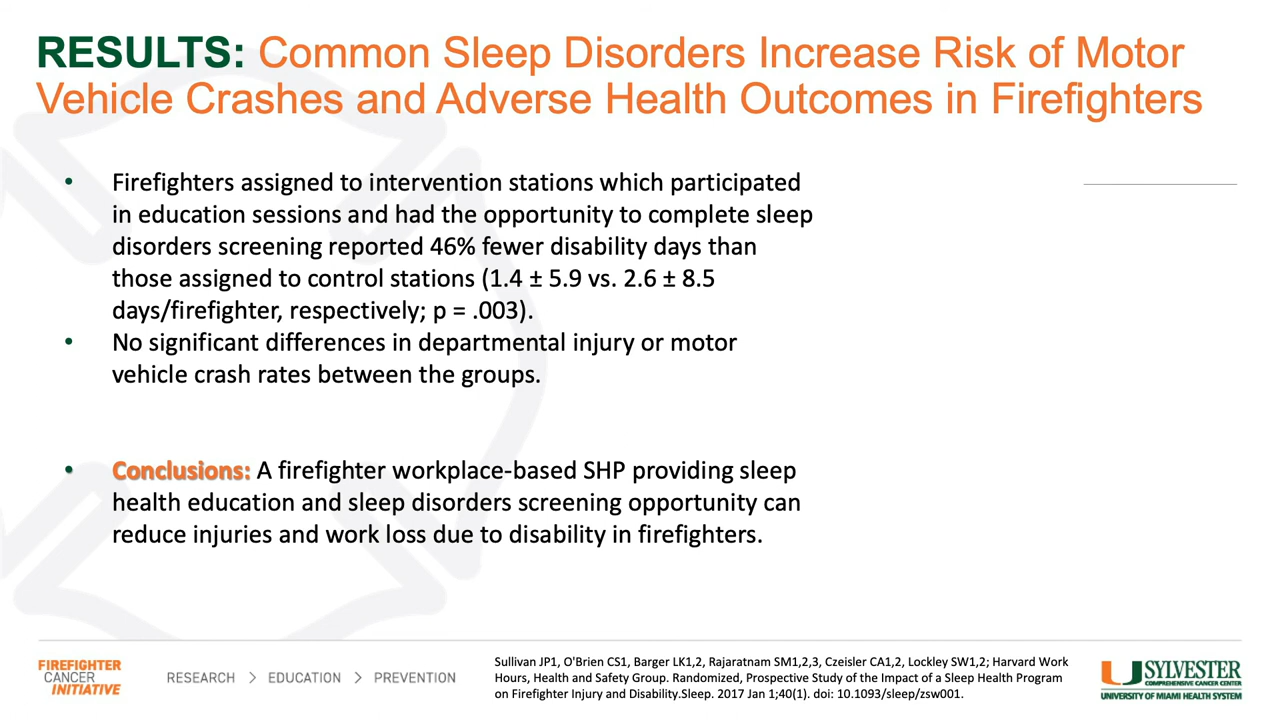 RESULTS: Common Sleep Disorders Increase Risk of Motor
Vehicle Crashes and Adverse Health Outcomes in Firefighters
• Firefighters assigned to intervention stations which participated
in education sessions and had the opportunity to complete sleep
disorders screening reported 46% fewer disability days than
those assigned to control stations (1.4 ± 5.9 vs. 2.6 ± 8.5
days/firefighter, respectively; p = .003).
• No significant differences in departmental injury or motor
vehicle crash rates between the groups.
• Conclusions: A firefighter workplace-based SHP providing sleep
health education and sleep disorders screening opportunity can
reduce injuries and work loss due to disability in firefighters.
FIREFIGHTER
CANCER
INITIATIVE
RESEARCH > EDUCATION > PREVENTION
Sullivan JP1, O'Brien CS1, Barger LK1,2, Rajaratnam SM1,2,3, Czeisler CA1,2, Lockley SW1,2; Harvard Work
Hours, Health and Safety Group. Randomized, Prospective Study of the Impact of a Sleep Health Program
on Firefighter Injury and Disability.Sleep. 2017 Jan 1;40(1). doi: 10.1093/sleep/zsw001.
SYLVESTER
COMPREHENSIVE CANCER CENTER
UNIVERSITY OF MIAMI HEALTH SYSTEM